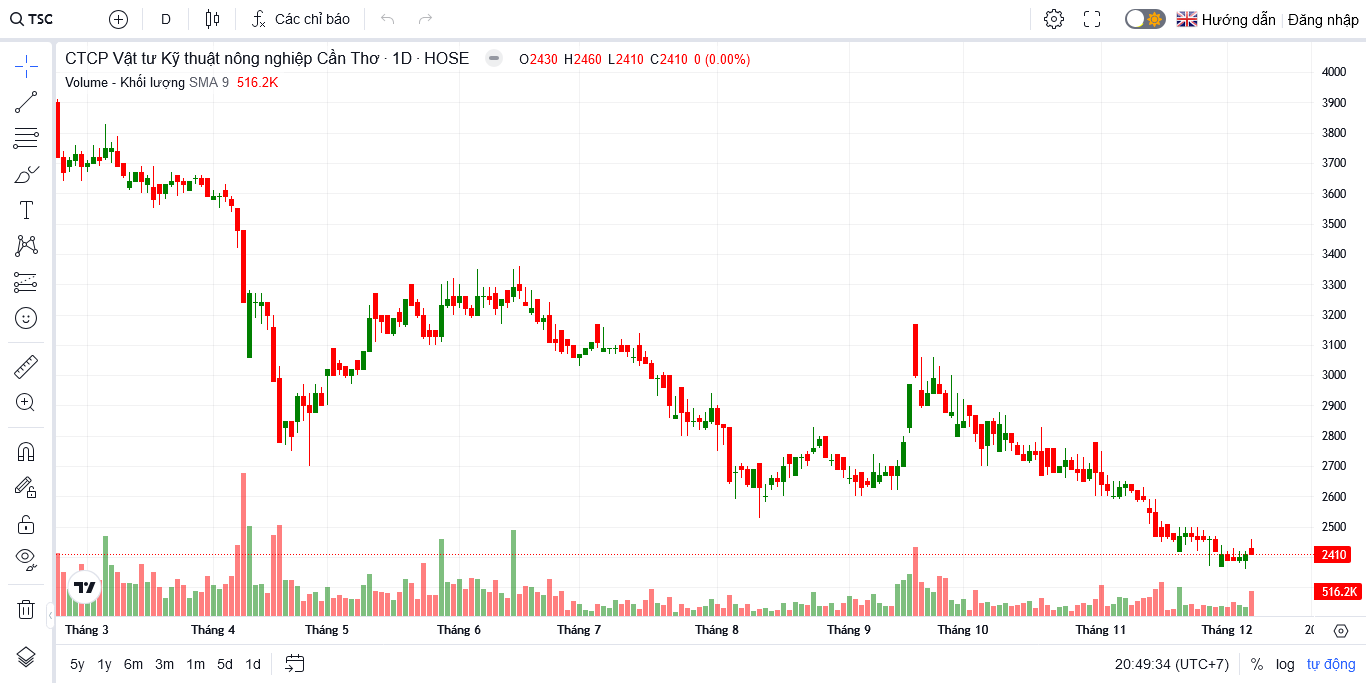 TSC
D
Các chỉ báo
Hướng dẫn
Đăng nhập
CTCP Vật tư Kỹ thuật nông nghiệp Cần Thơ · 1D · HOSE
O2430 H2460 L2410 C2410 0 (0.00%)
Volume - Khối lượng SMA 9 516.2K
4000
3900
3800
3700
3600
3500
3400
3300
3200
3100
3000
2900
2800
2700
2600
2500
2410
516.2K
Tháng 3 Tháng 4 Tháng 5 Tháng 6 Tháng 7 Tháng 8 Tháng 9 Tháng 10 Tháng 11 Tháng 12
5y 1y 6m 3m 1m 5d 1d
20:49:34 (UTC+7) % log tự động